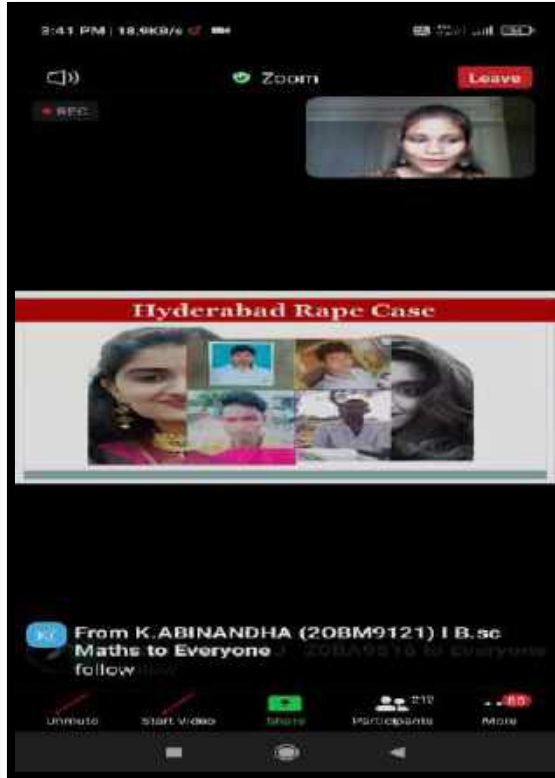 3:41 PM | 18.9KB/s
Zoom
Leave
REC
Hyderabad Rape Case
From K.ABINANDHA (20BM9121) I B.sc
Maths to Everyone
follow
Unmute
Start Video
Share
Participants
More